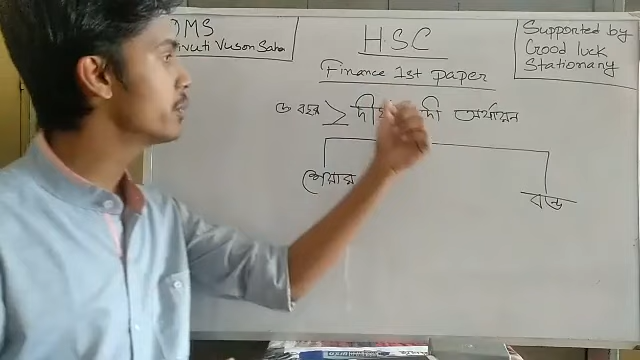 DMS
Vuson Saha
HSC
Finance 1st paper
Supported by
Good luck
Stationary
৫ বছর > অর্থায়ন
শেয়ার
বন্ড